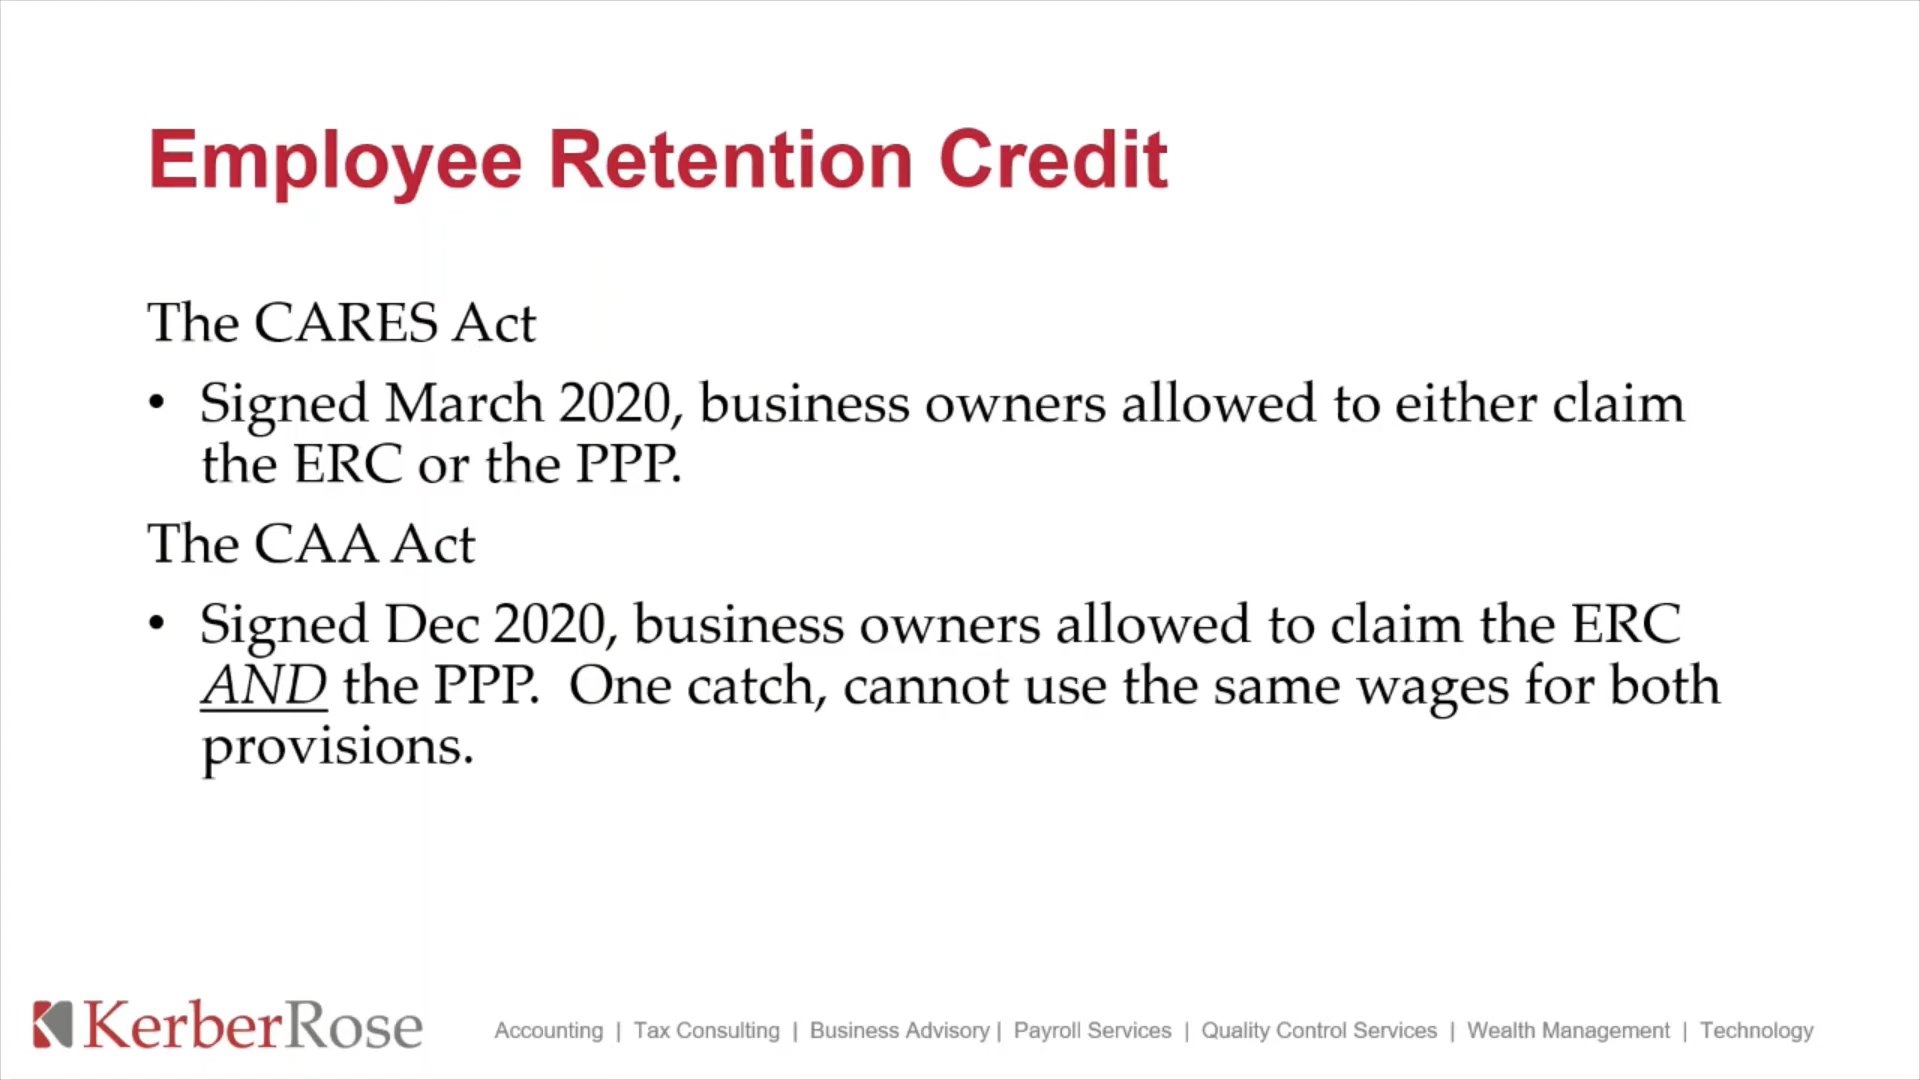 Employee Retention Credit
The CARES Act
• Signed March 2020, business owners allowed to either claim
the ERC or the PPP.
The CAA Act
• Signed Dec 2020, business owners allowed to claim the ERC
AND the PPP.  One catch, cannot use the same wages for both
provisions.
KerberRose
Accounting | Tax Consulting | Business Advisory | Payroll Services | Quality Control Services | Wealth Management | Technology